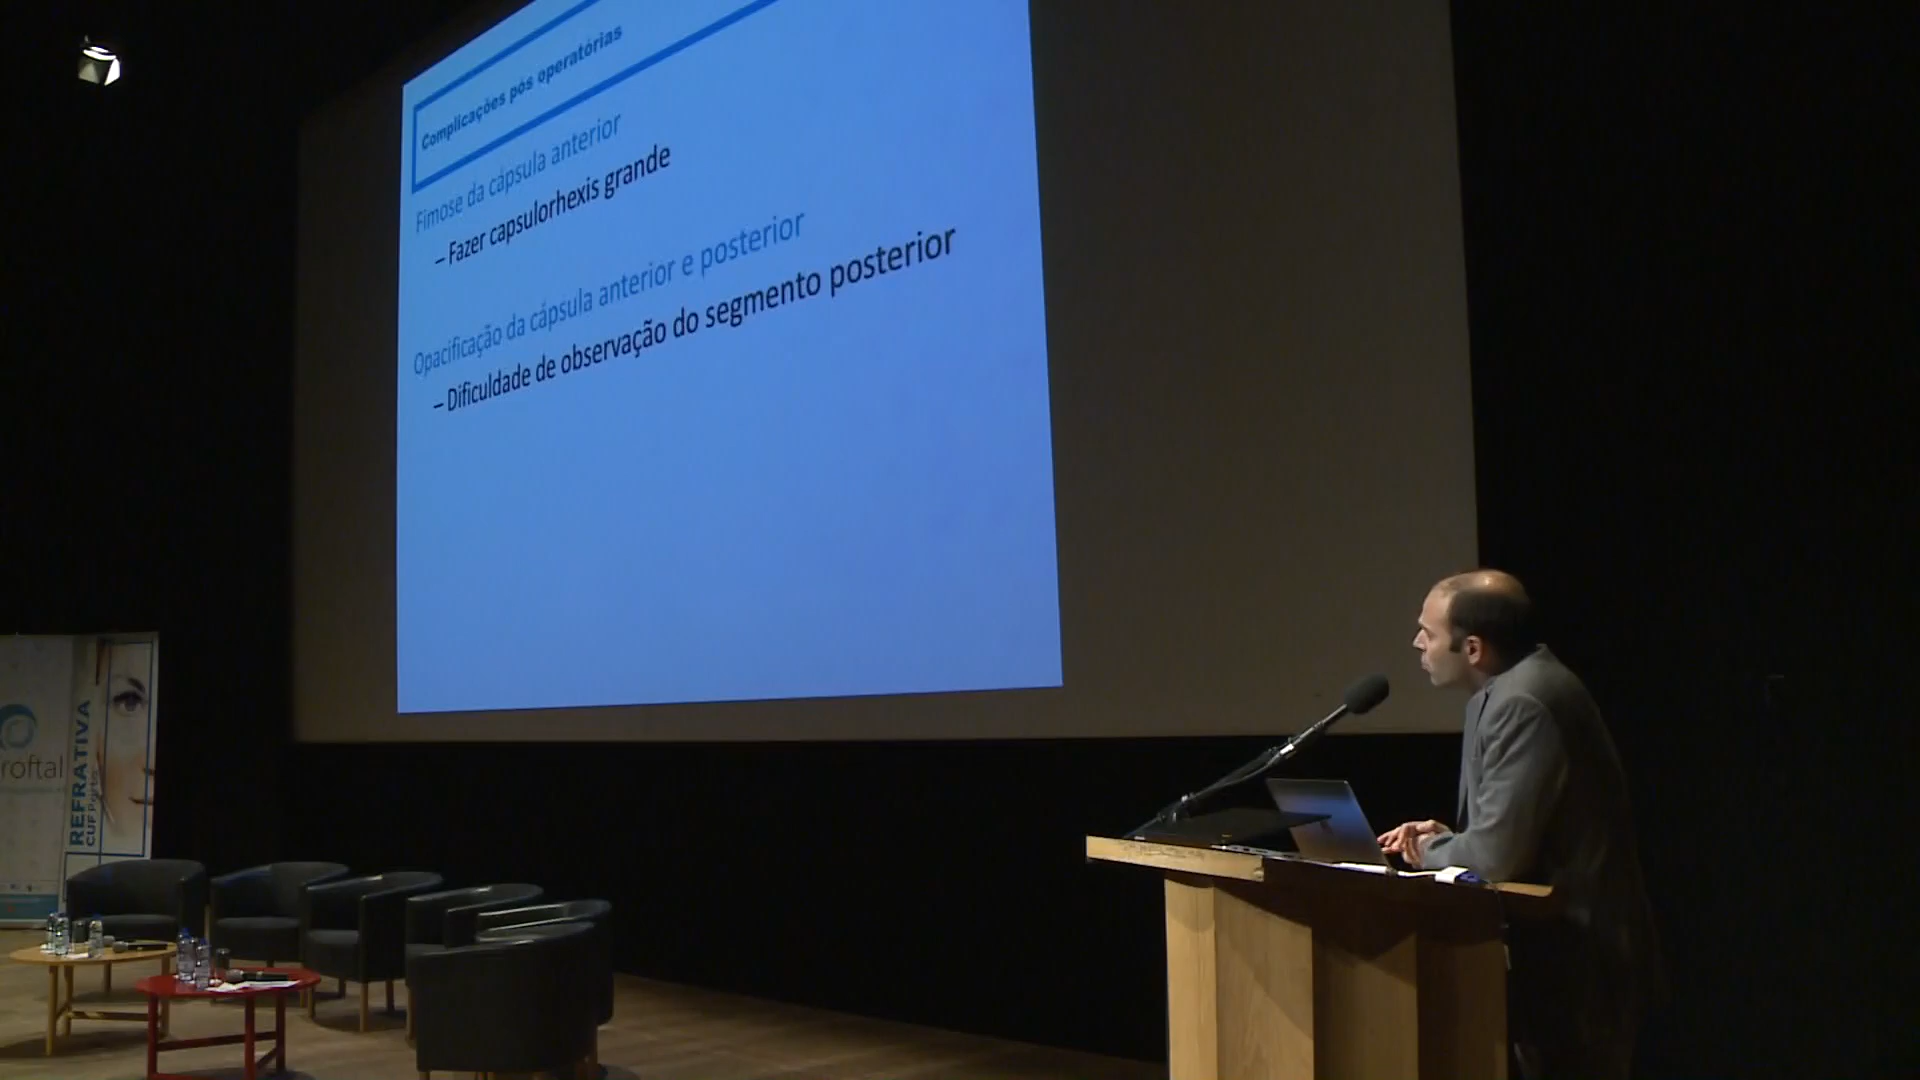 Complicações pós operatórias
Fimose da cápsula anterior
– Fazer capsulorhexis grande
Opacificação da cápsula anterior e posterior
– Dificuldade de observação do segmento posterior
roftal
REFRATIVA
CUF Porto